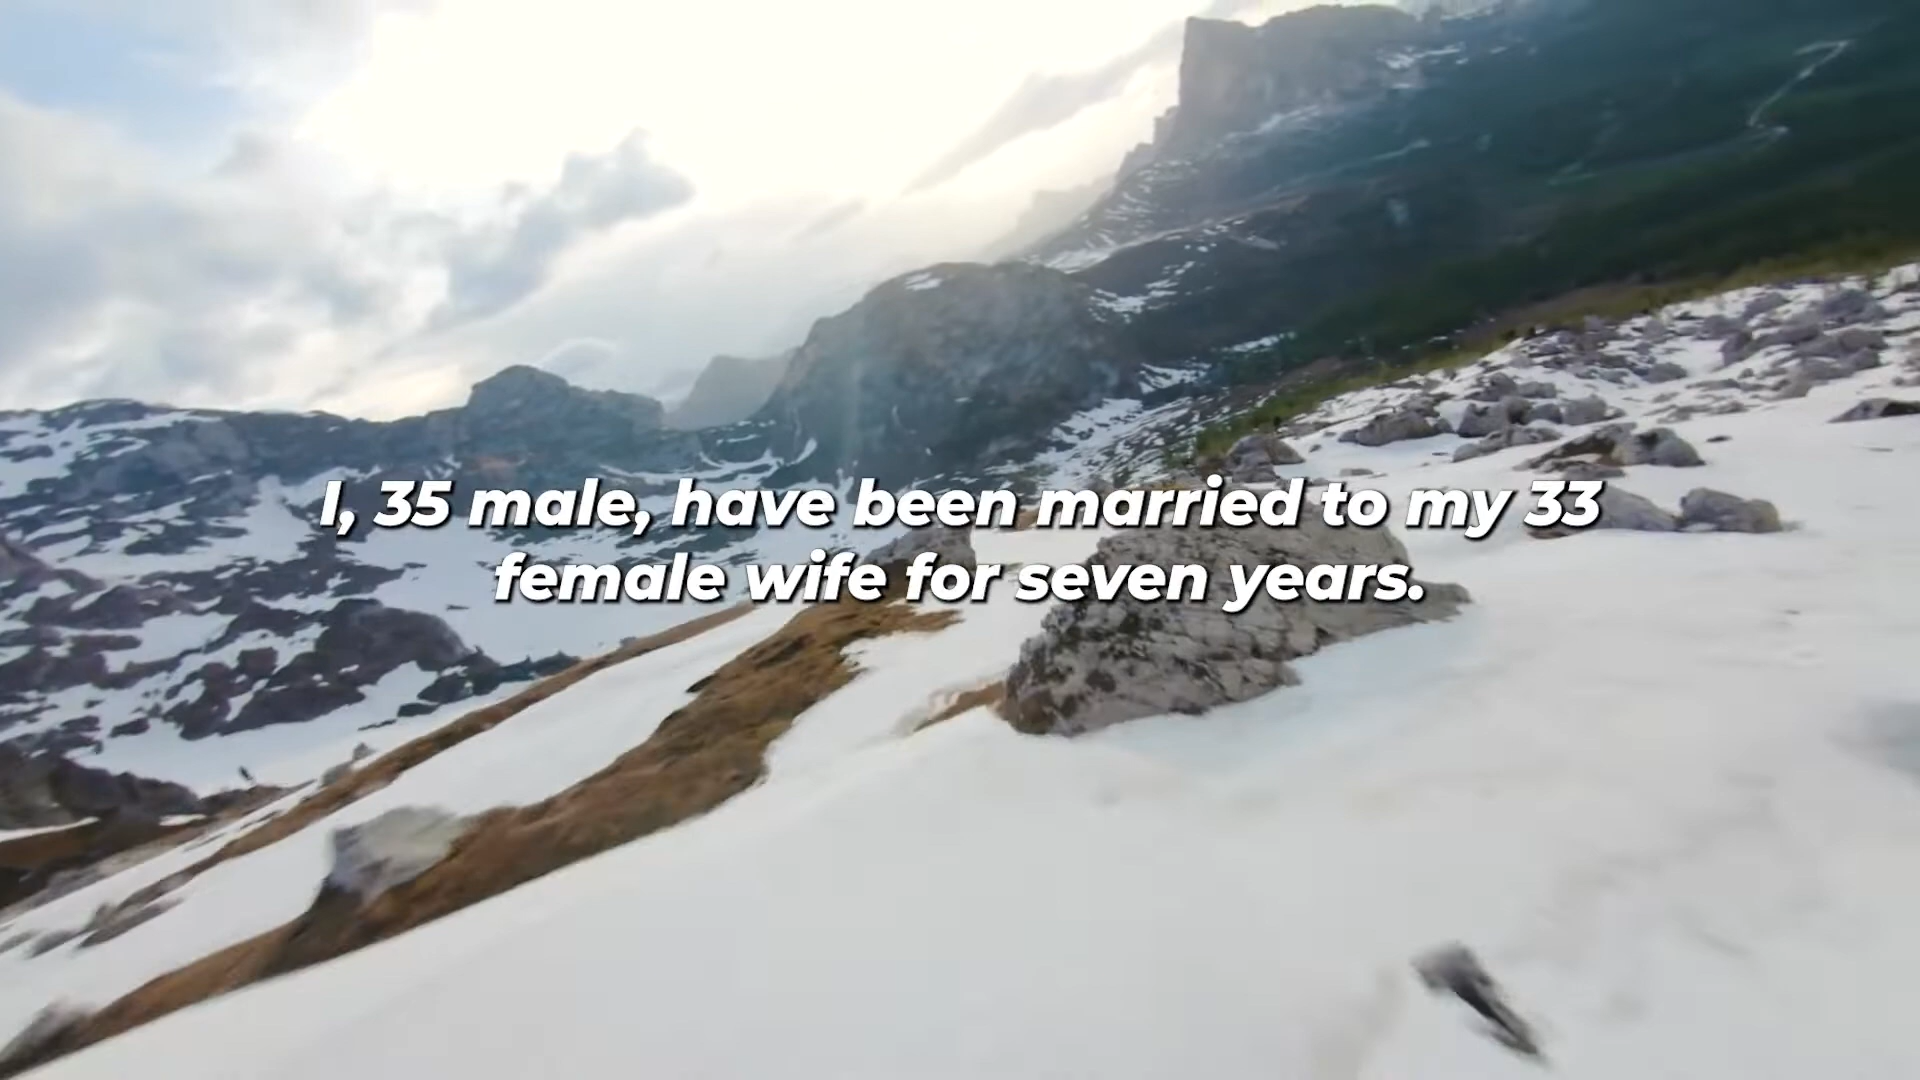 I, 35 male, have been married to my 33
female wife for seven years.